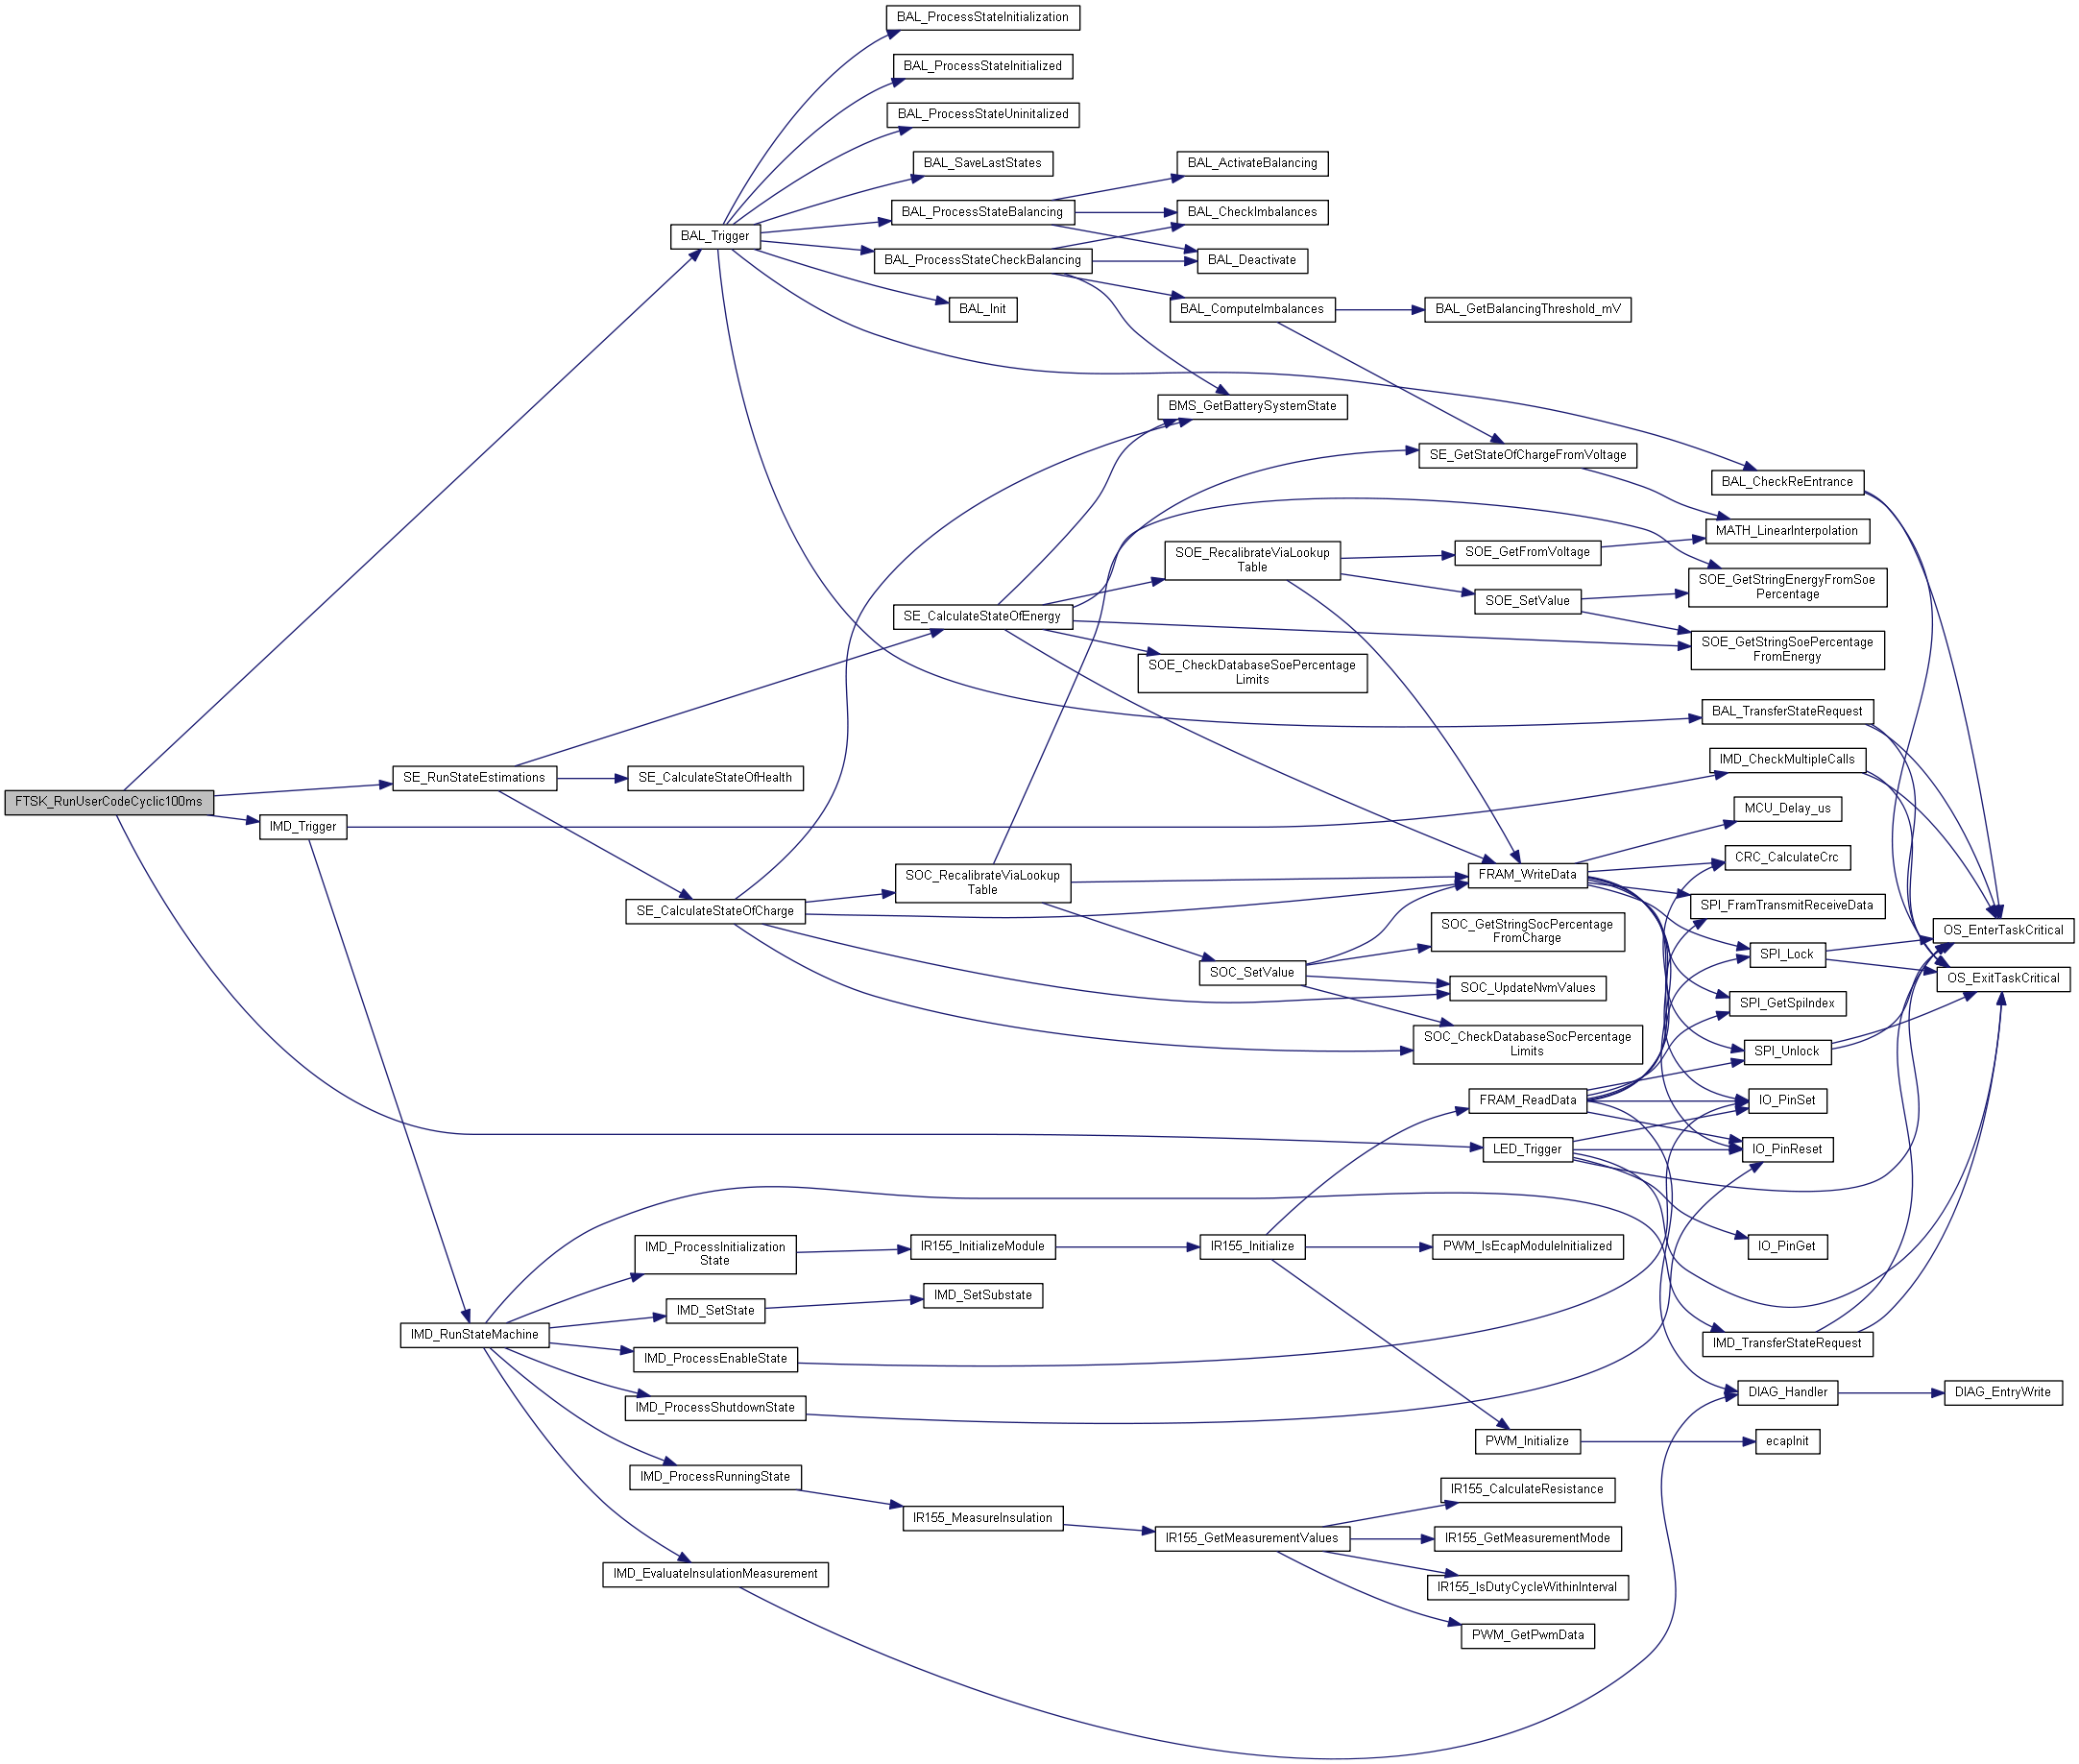 BAL_ProcessStateInitialization
BAL_ProcessStateInitialized
BAL_ProcessStateUninitalized
BAL_SaveLastStates
BAL_ActivateBalancing
BAL_ProcessStateBalancing
BAL_CheckImbalances
BAL_Trigger
BAL_ProcessStateCheckBalancing
BAL_Deactivate
BAL_Init
BAL_ComputeImbalances
BAL_GetBalancingThreshold_mV
BMS_GetBatterySystemState
SE_GetStateOfChargeFromVoltage
BAL_CheckReEntrance
MATH_LinearInterpolation
SOE_RecalibrateViaLookup
Table
SOE_GetFromVoltage
SOE_GetStringEnergyFromSoe
Percentage
SOE_SetValue
SE_CalculateStateOfEnergy
SOE_GetStringSoePercentage
FromEnergy
SOE_CheckDatabaseSoePercentage
Limits
BAL_TransferStateRequest
IMD_CheckMultipleCalls
SE_RunStateEstimations
SE_CalculateStateOfHealth
FTSK_RunUserCodeCyclic100ms
MCU_Delay_us
IMD_Trigger
CRC_CalculateCrc
SOC_RecalibrateViaLookup
Table
FRAM_WriteData
SPI_FramTransmitReceiveData
SE_CalculateStateOfCharge
SOC_GetStringSocPercentage
FromCharge
OS_EnterTaskCritical
SPI_Lock
SOC_SetValue
OS_ExitTaskCritical
SOC_UpdateNvmValues
SPI_GetSpiIndex
SOC_CheckDatabaseSocPercentage
Limits
SPI_Unlock
FRAM_ReadData
IO_PinSet
LED_Trigger
IO_PinReset
IMD_ProcessInitialization
State
IR155_InitializeModule
IR155_Initialize
PWM_IsEcapModuleInitialized
IO_PinGet
IMD_SetState
IMD_SetSubstate
IMD_RunStateMachine
IMD_TransferStateRequest
IMD_ProcessEnableState
DIAG_Handler
DIAG_EntryWrite
IMD_ProcessShutdownState
PWM_Initialize
ecapInit
IMD_ProcessRunningState
IR155_CalculateResistance
IR155_MeasureInsulation
IR155_GetMeasurementValues
IR155_GetMeasurementMode
IMD_EvaluateInsulationMeasurement
IR155_IsDutyCycleWithinInterval
PWM_GetPwmData